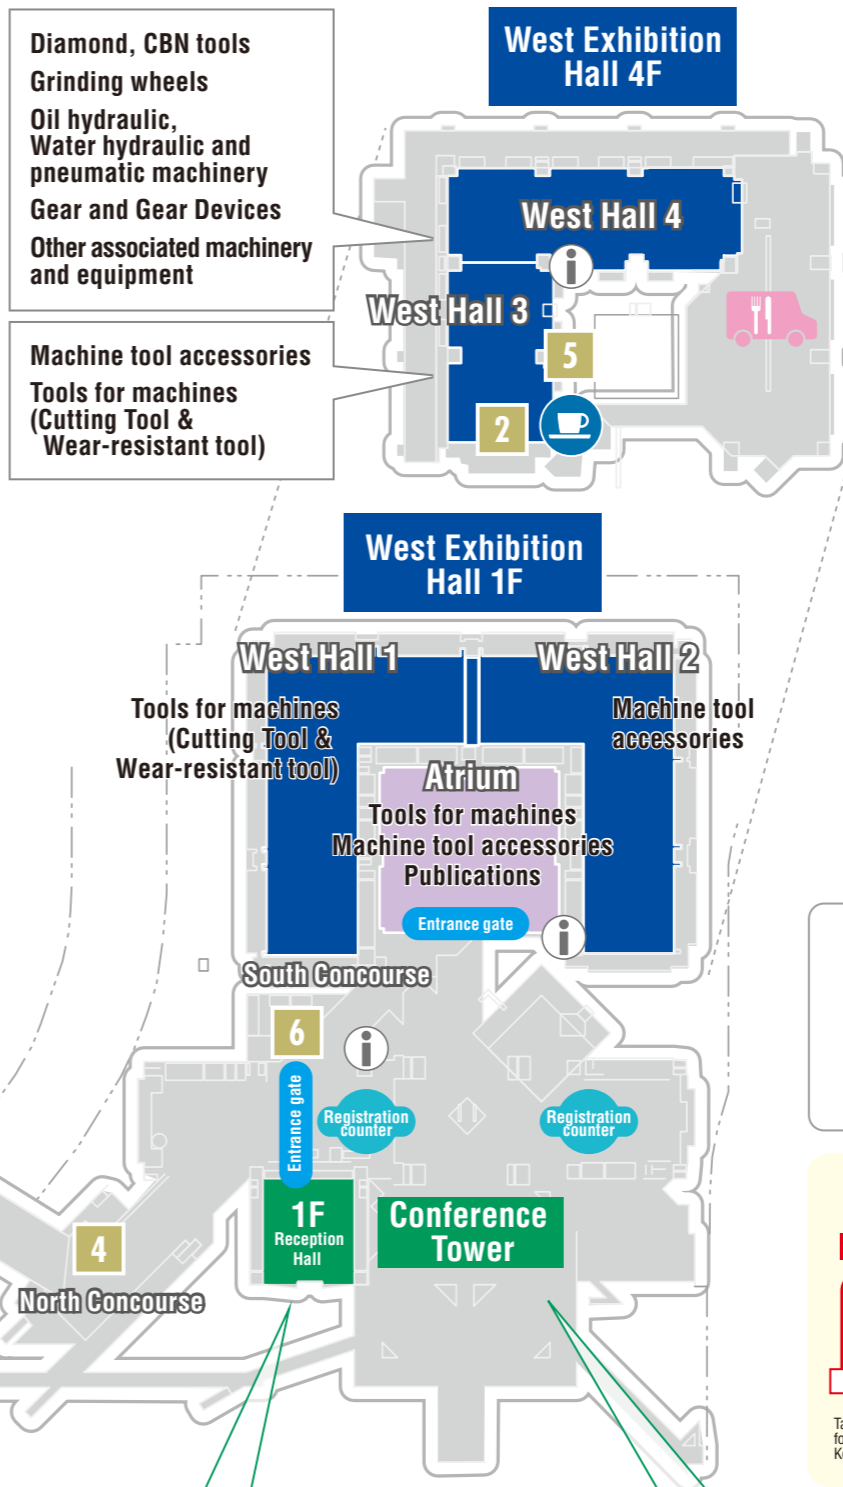 Diamond, CBN tools
Grinding wheels
Oil hydraulic,
Water hydraulic and
pneumatic machinery
Gear and Gear Devices
Other associated machinery
and equipment
Machine tool accessories
Tools for machines
(Cutting Tool &
Wear-resistant tool)
West Exhibition
Hall 4F
West Hall 4
i
West Hall 3
5
2
West Exhibition
Hall 1F
West Hall 1
West Hall 2
Tools for machines
(Cutting Tool &
Wear-resistant tool)
Machine tool
accessories
Atrium
Tools for machines
Machine tool accessories
Publications
Entrance gate
i
South Concourse
6
i
Entrance gate
Registration
counter
Registration
counter
1F
Reception
Hall
Conference
Tower
4
North Concourse